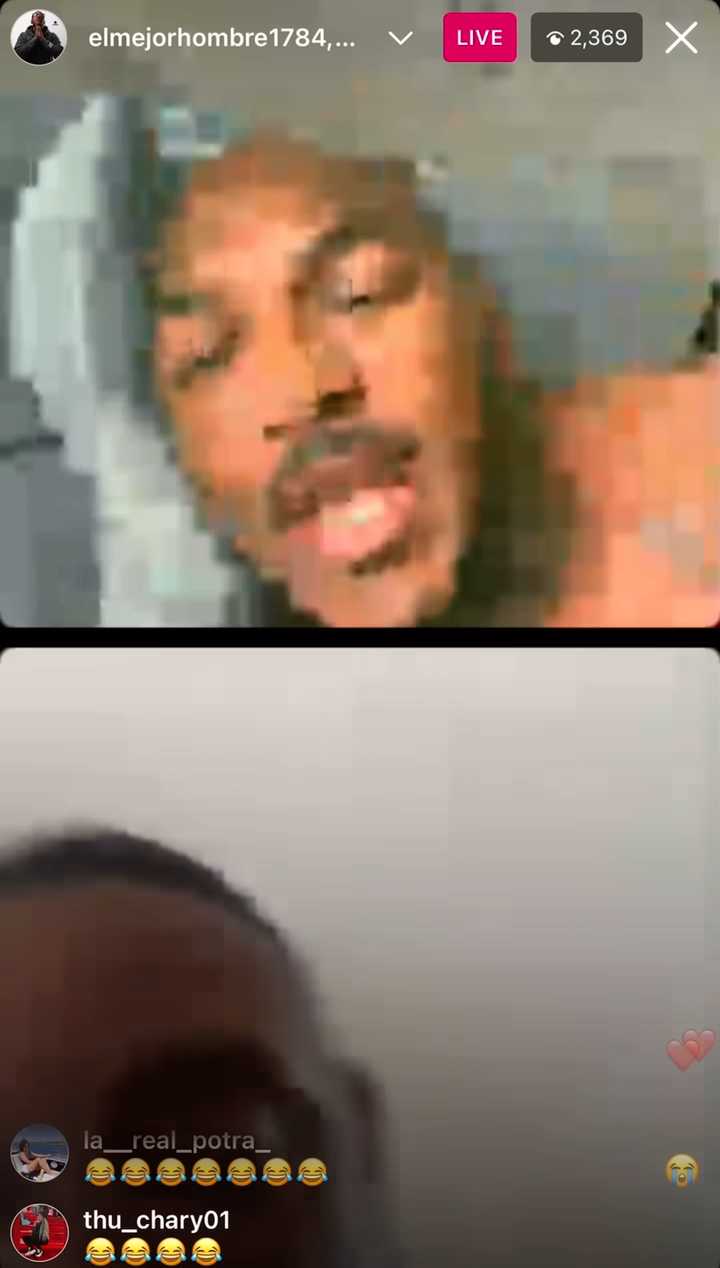 elmejorhombre1784,...
LIVE
2,369
la__real_potra_
😂😂😂😂😂😂😂
thu_chary01
😂😂😂😂